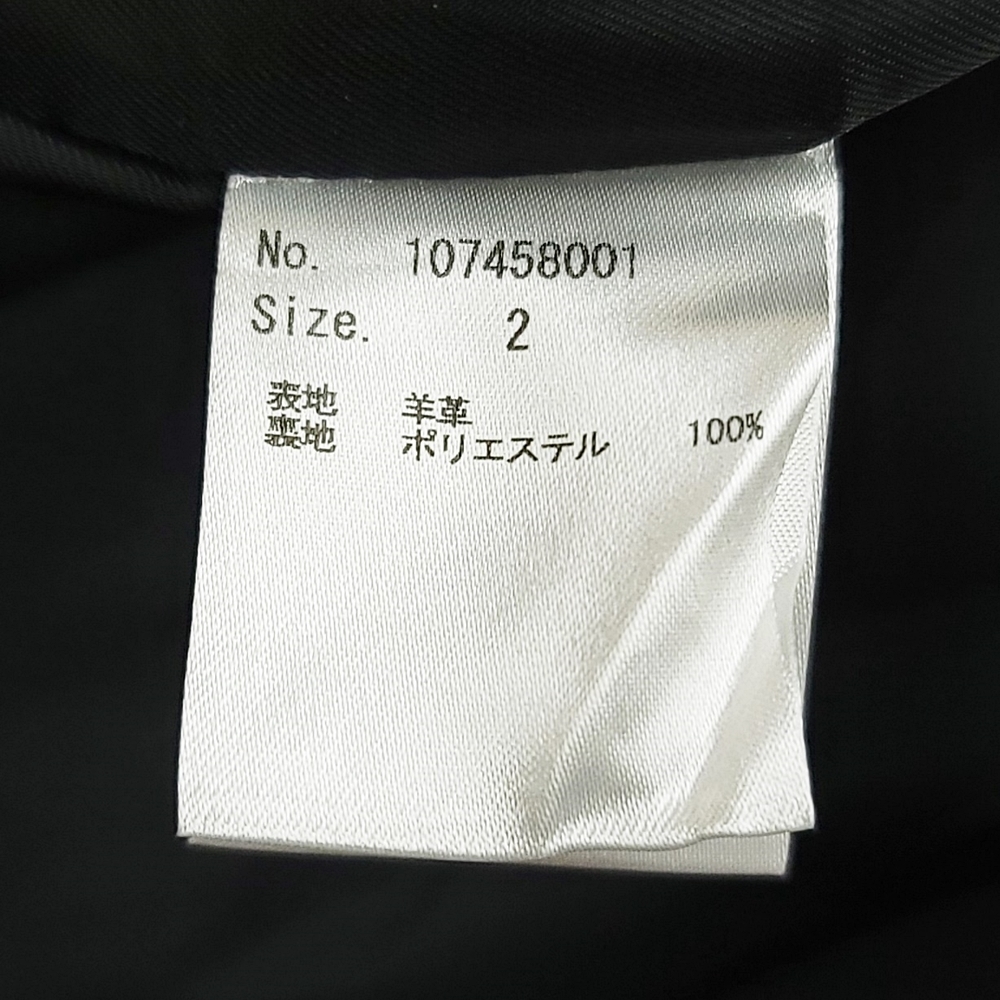 No. 107458001
Size. 2
表地 羊革
裏地 ポリエステル 100%